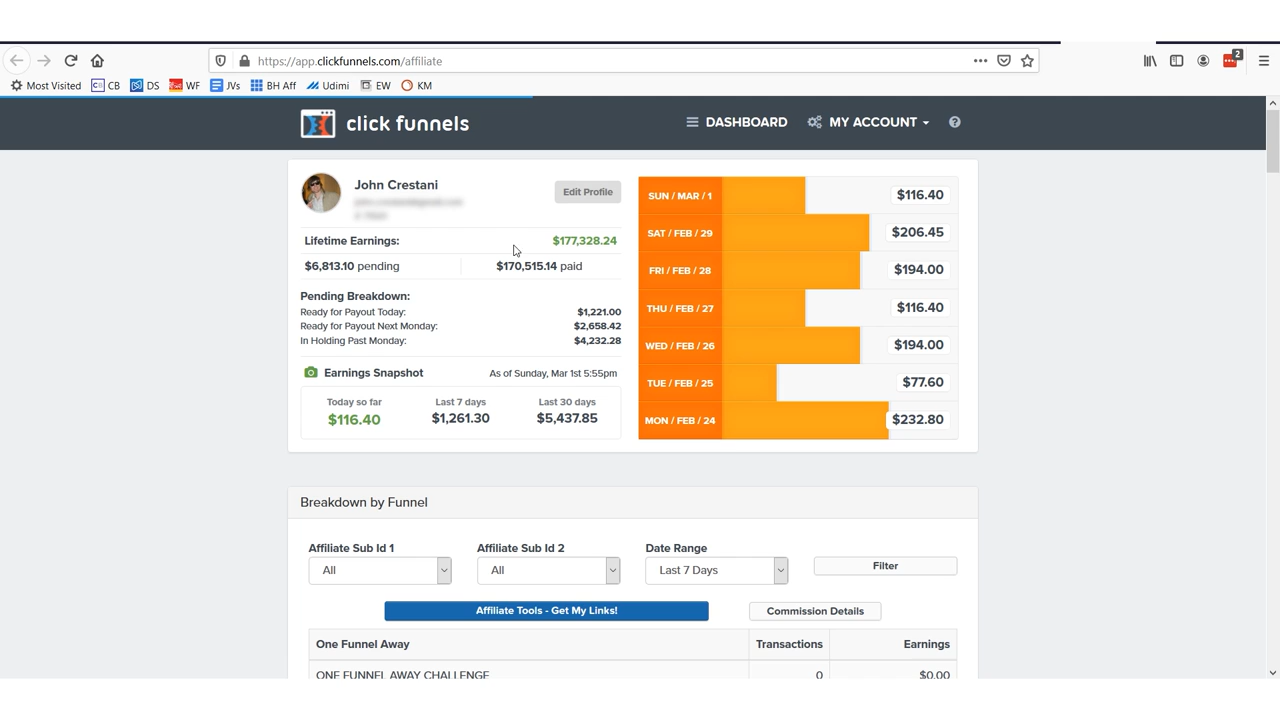 https://app.clickfunnels.com/affiliate
2
Most Visited CB DS WF JVs BH Aff Udimi EW KM
click funnels
DASHBOARD MY ACCOUNT
John Crestani
Edit Profile
Lifetime Earnings: $177,328.24
$6,813.10 pending $170,515.14 paid
Pending Breakdown:
Ready for Payout Today: $1,221.00
Ready for Payout Next Monday: $2,658.42
In Holding Past Monday: $4,232.28
Earnings Snapshot As of Sunday, Mar 1st 5:55pm
Today so far Last 7 days Last 30 days
$116.40 $1,261.30 $5,437.85
SUN / MAR / 1 $116.40
SAT / FEB / 29 $206.45
FRI / FEB / 28 $194.00
THU / FEB / 27 $116.40
WED / FEB / 26 $194.00
TUE / FEB / 25 $77.60
MON / FEB / 24 $232.80
Breakdown by Funnel
Affiliate Sub Id 1 Affiliate Sub Id 2 Date Range
All All Last 7 Days Filter
Affiliate Tools - Get My Links! Commission Details
One Funnel Away Transactions Earnings
ONE FUNNEL AWAY CHALLENGE 0 $0.00